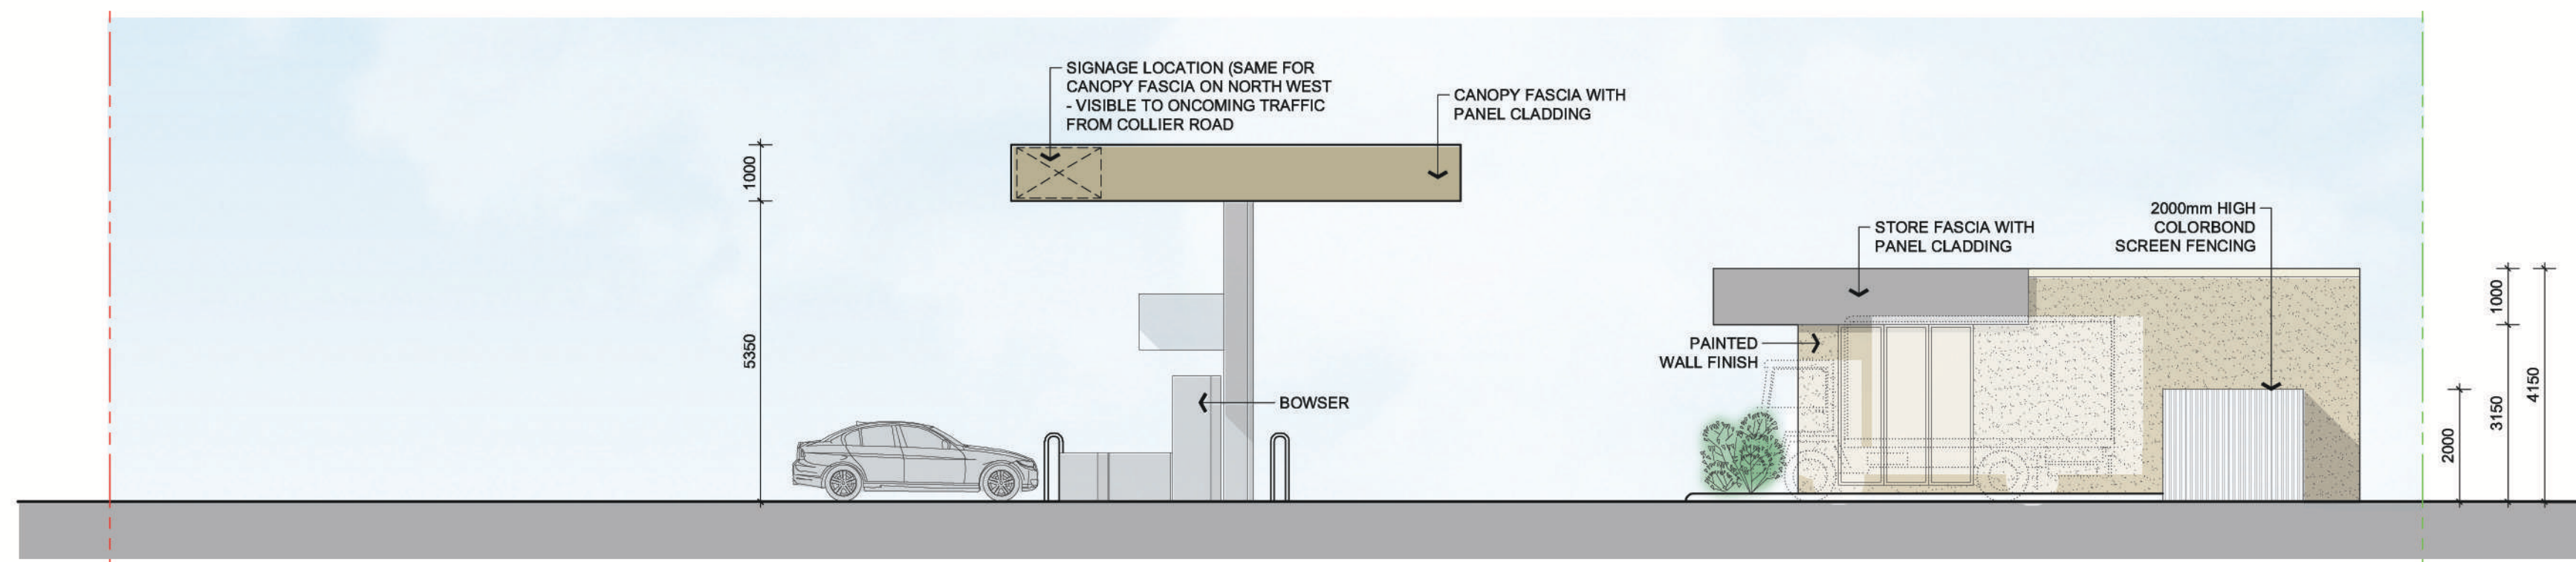 SIGNAGE LOCATION (SAME FOR
CANOPY FASCIA ON NORTH WEST
- VISIBLE TO ONCOMING TRAFFIC
FROM COLLIER ROAD
CANOPY FASCIA WITH
PANEL CLADDING
1000
5350
BOWSER
STORE FASCIA WITH
PANEL CLADDING
2000mm HIGH
COLORBOND
SCREEN FENCING
PAINTED
WALL FINISH
2000
1000
3150
4150